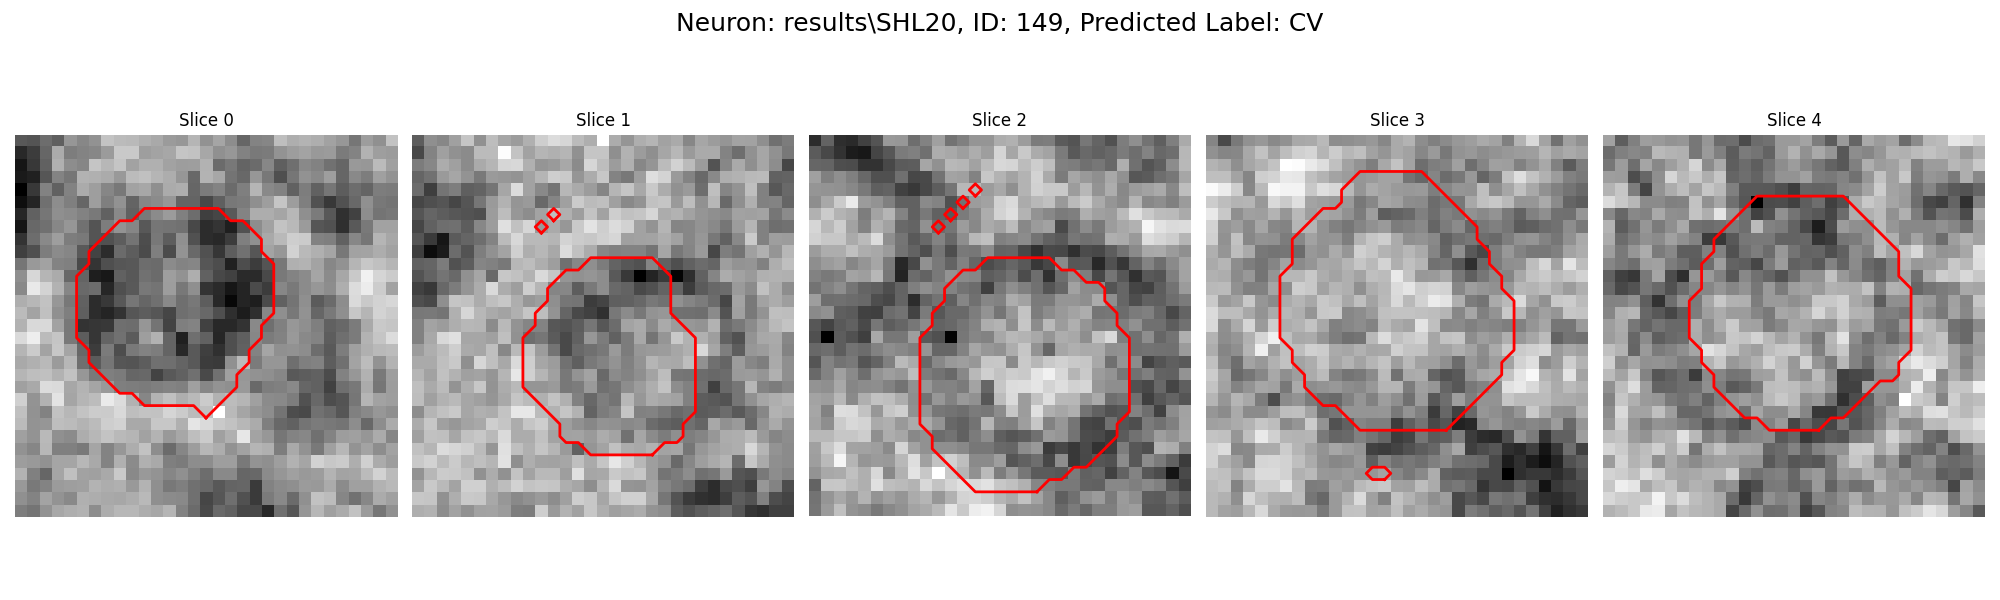 Neuron: results\SHL20, ID: 149, Predicted Label: CV
Slice 0
Slice 1
Slice 2
Slice 3
Slice 4